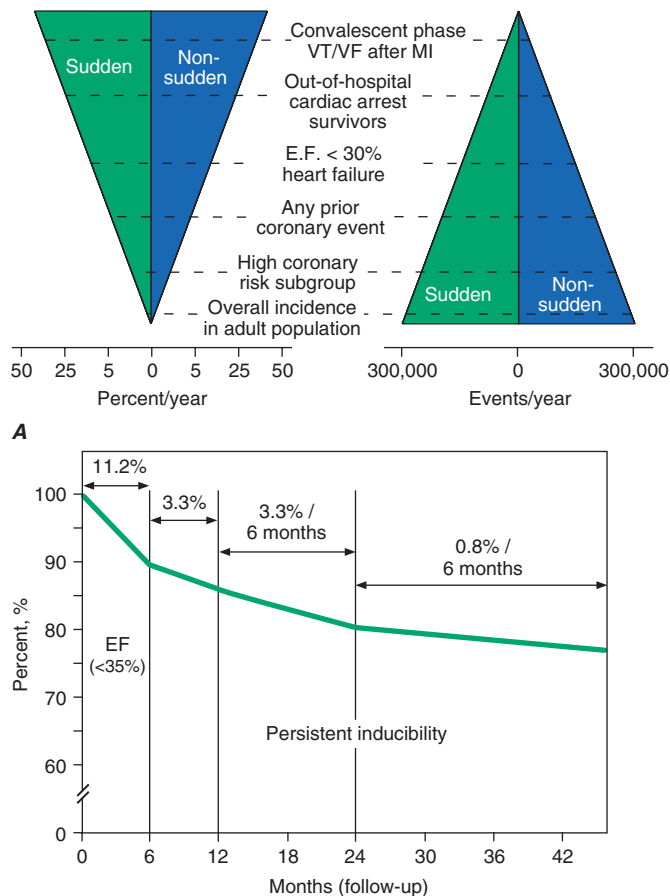 Convalescent phase
VT/VF after MI
Sudden
Non-
sudden
Out-of-hospital
cardiac arrest
survivors
E.F. < 30%
heart failure
Any prior
coronary event
High coronary
risk subgroup
Sudden
Non-
sudden
Overall incidence
in adult population
50 25 5 0 5 25 50
Percent/year
300,000 0 300,000
Events/year
A
11.2%
3.3%
3.3% /
6 months
0.8% /
6 months
100
90
80
70
60
0
Percent, %
EF
(<35%)
Persistent inducibility
0 6 12 18 24 30 36 42
Months (follow-up)